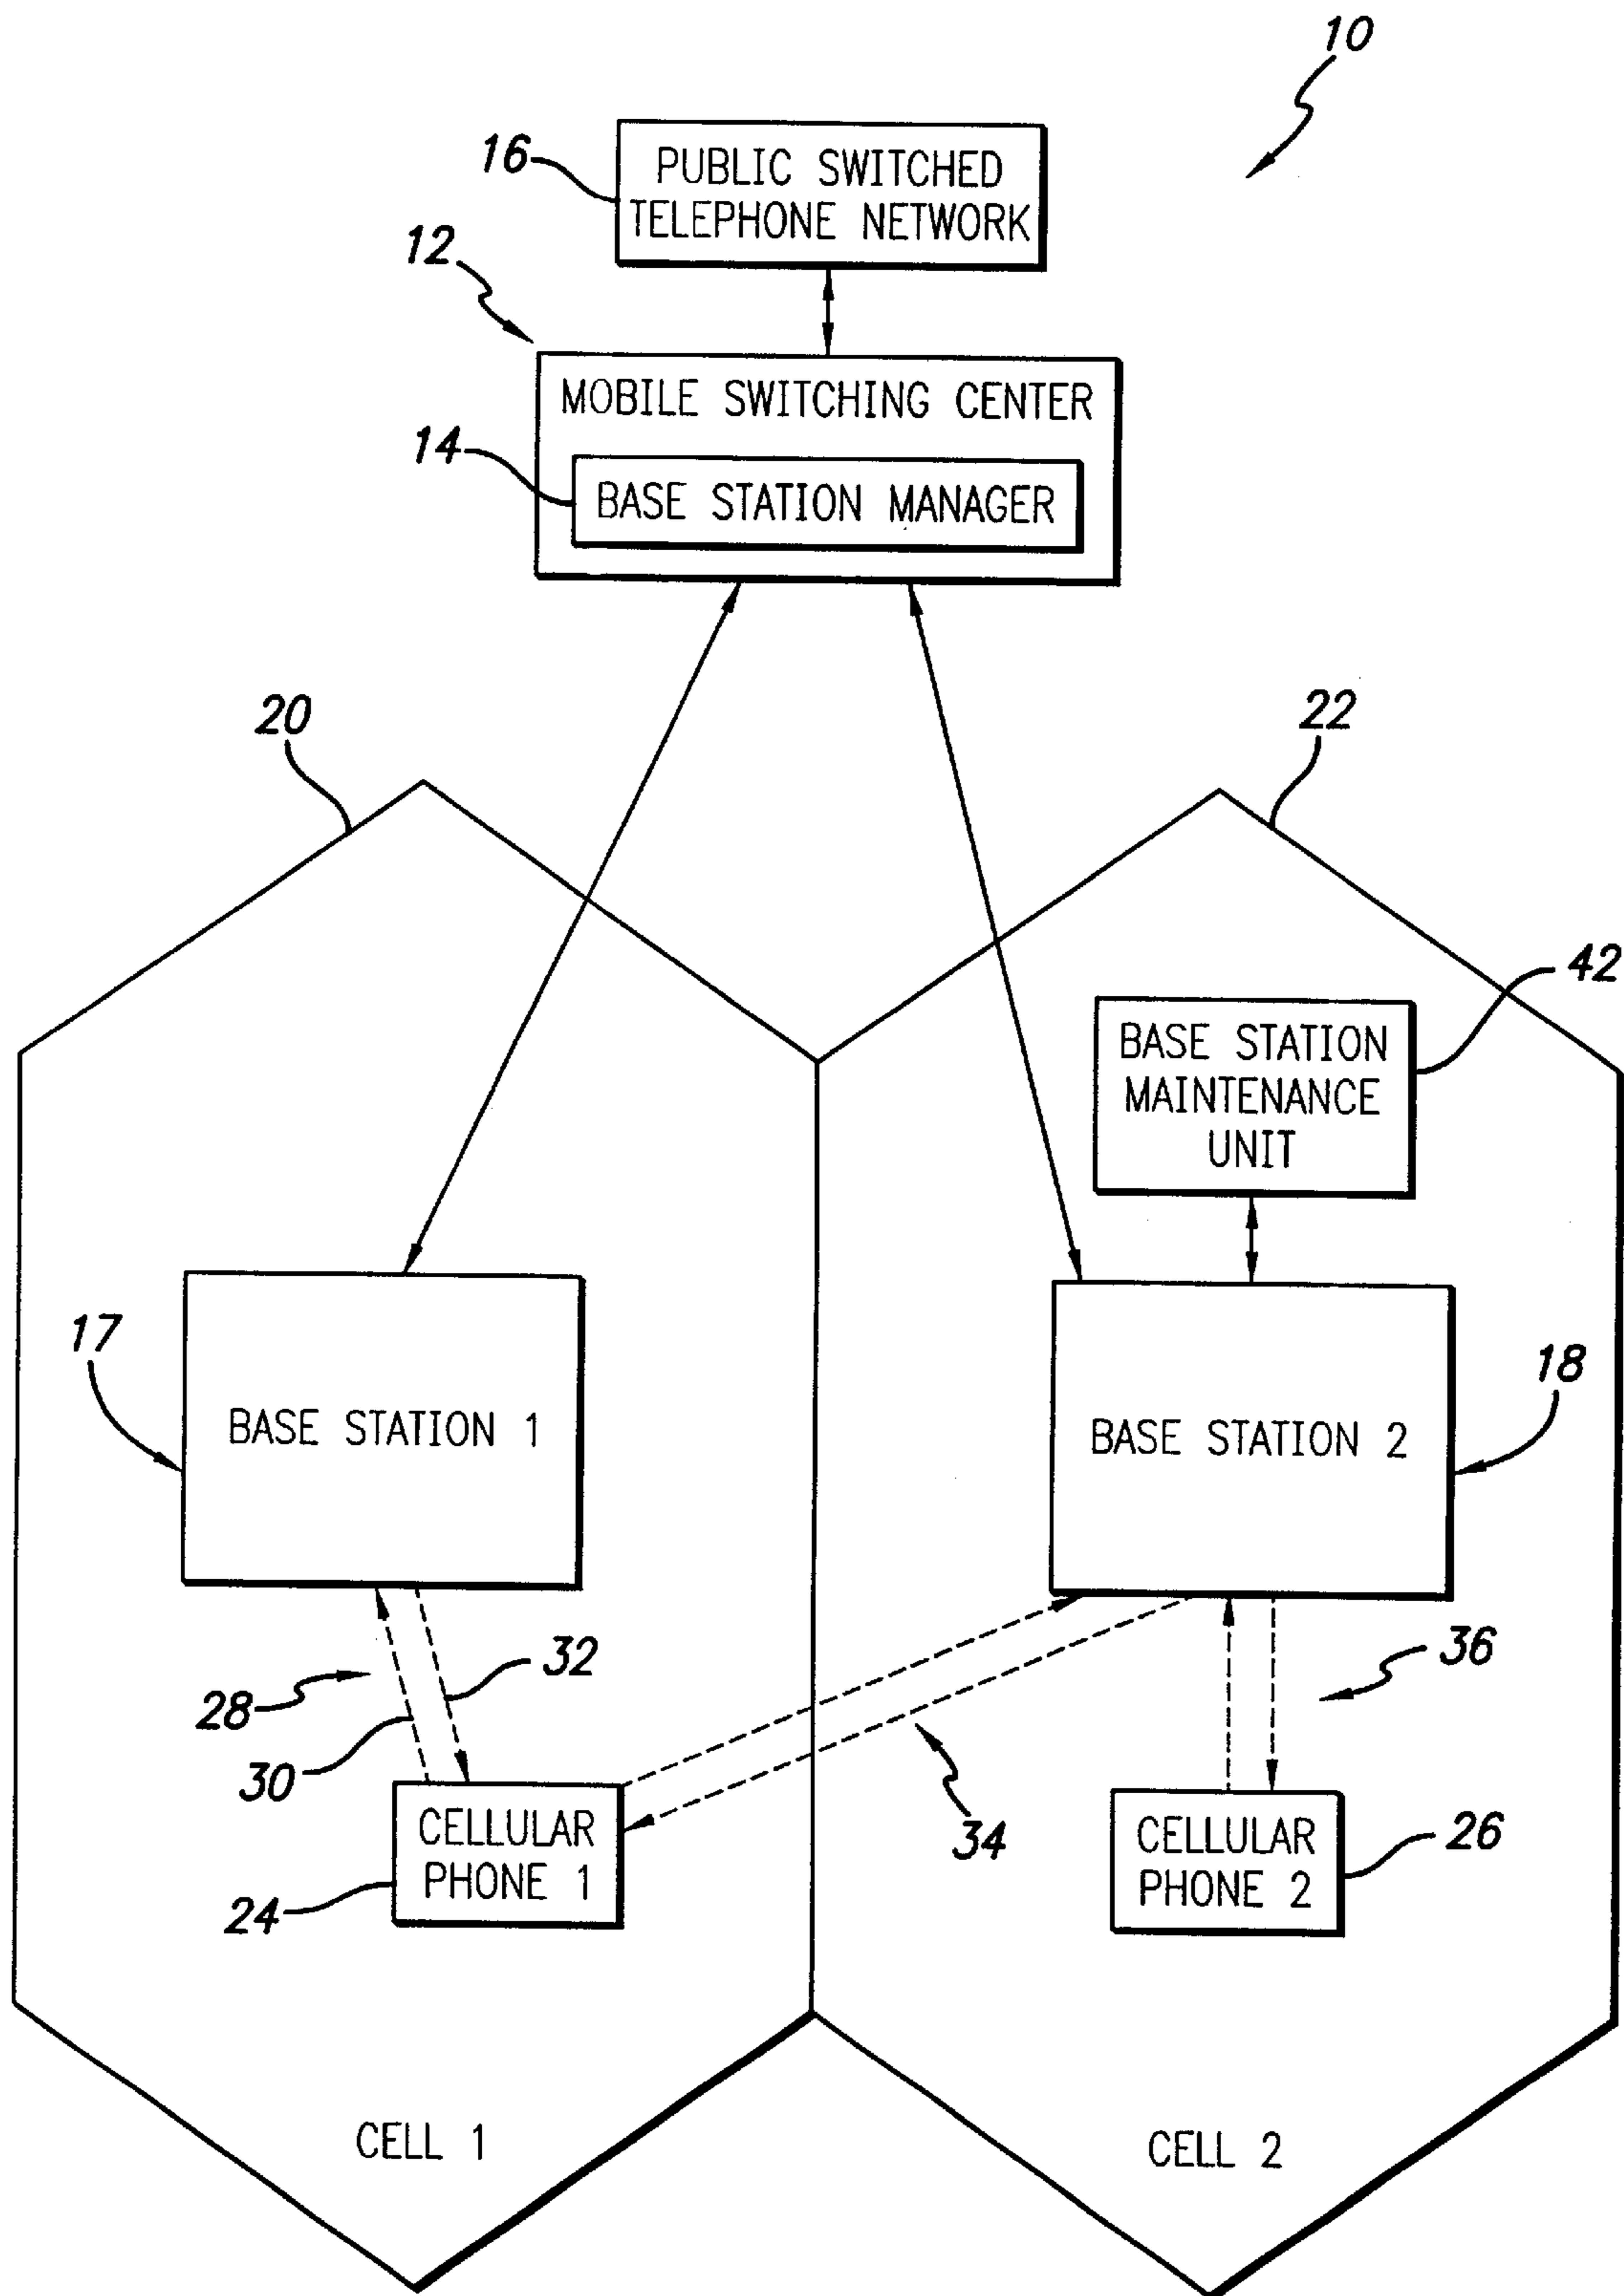 10
16
PUBLIC SWITCHED
TELEPHONE NETWORK
12
MOBILE SWITCHING CENTER
14
BASE STATION MANAGER
20
22
42
BASE STATION
MAINTENANCE
UNIT
17
BASE STATION 1
18
BASE STATION 2
32
28
30
36
34
CELLULAR
PHONE 1
24
CELLULAR
PHONE 2
26
CELL 1
CELL 2